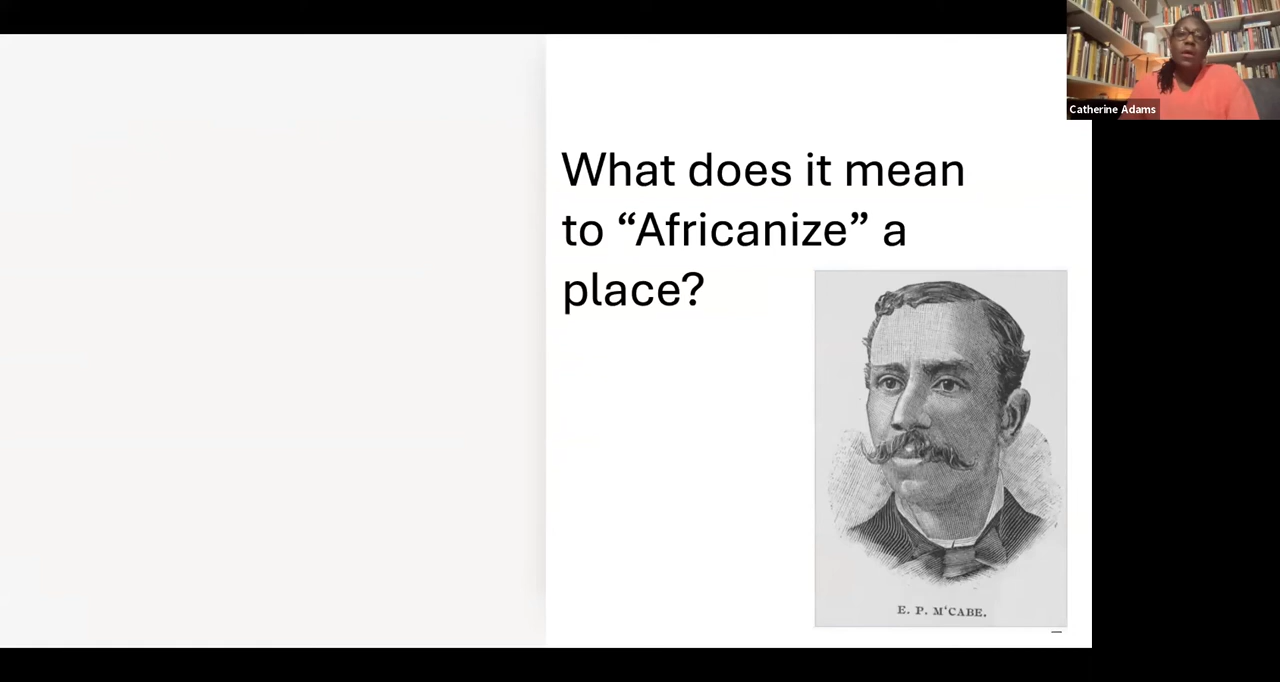 Catherine Adams
What does it mean
to “Africanize” a
place?
E. P. M‘CABE.